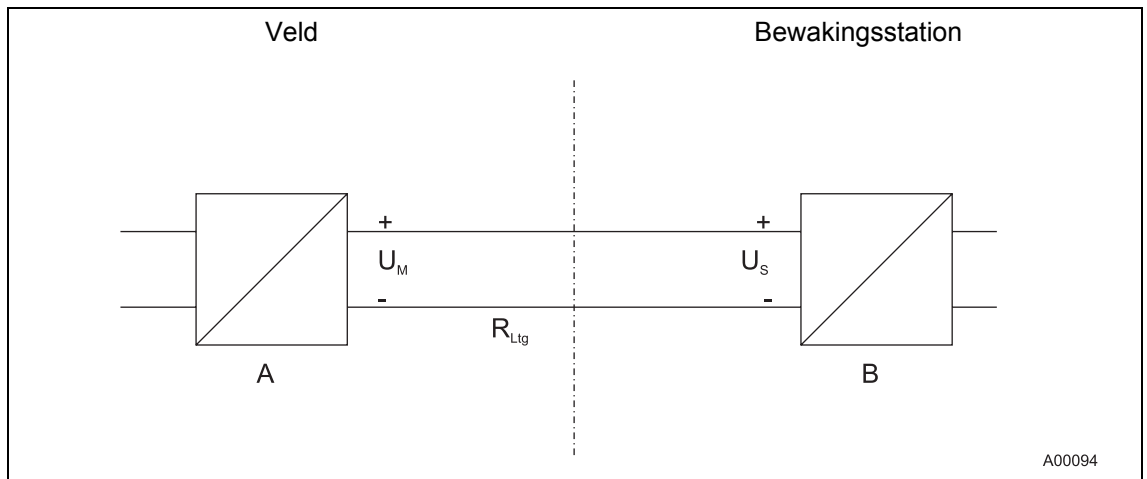 Veld Bewakingsstation
+ +
U_M U_S
- -
R_Ltg
A B
A00094